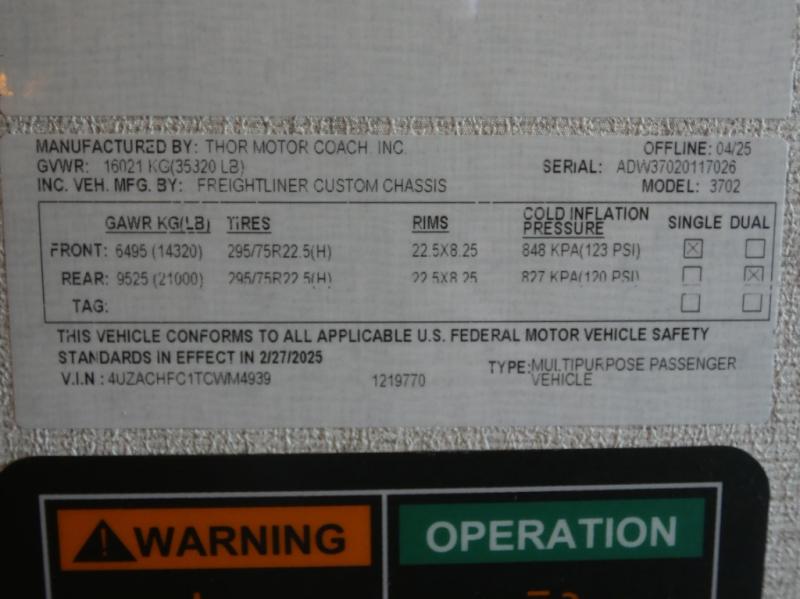 MANUFACTURED BY: THOR MOTOR COACH, INC. OFFLINE: 04/25
GVWR: 16021 KG(35320 LB) SERIAL: ADW37020117026
INC. VEH. MFG. BY: FREIGHTLINER CUSTOM CHASSIS MODEL: 3702
GAWR KG(LB) TIRES RIMS COLD INFLATION PRESSURE SINGLE DUAL
FRONT: 6495 (14320) 295/75R22.5(H) 22.5X8.25 848 KPA(123 PSI) ☒ ☐
REAR: 9525 (21000) 295/75R22.5(H) 22.5X8.25 827 KPA(120 PSI) ☐ ☒
TAG: ☐ ☐
THIS VEHICLE CONFORMS TO ALL APPLICABLE U.S. FEDERAL MOTOR VEHICLE SAFETY
STANDARDS IN EFFECT IN 2/27/2025
V.I.N : 4UZACHFC1TCWM4939 1219770 TYPE: MULTIPURPOSE PASSENGER VEHICLE
WARNING OPERATION